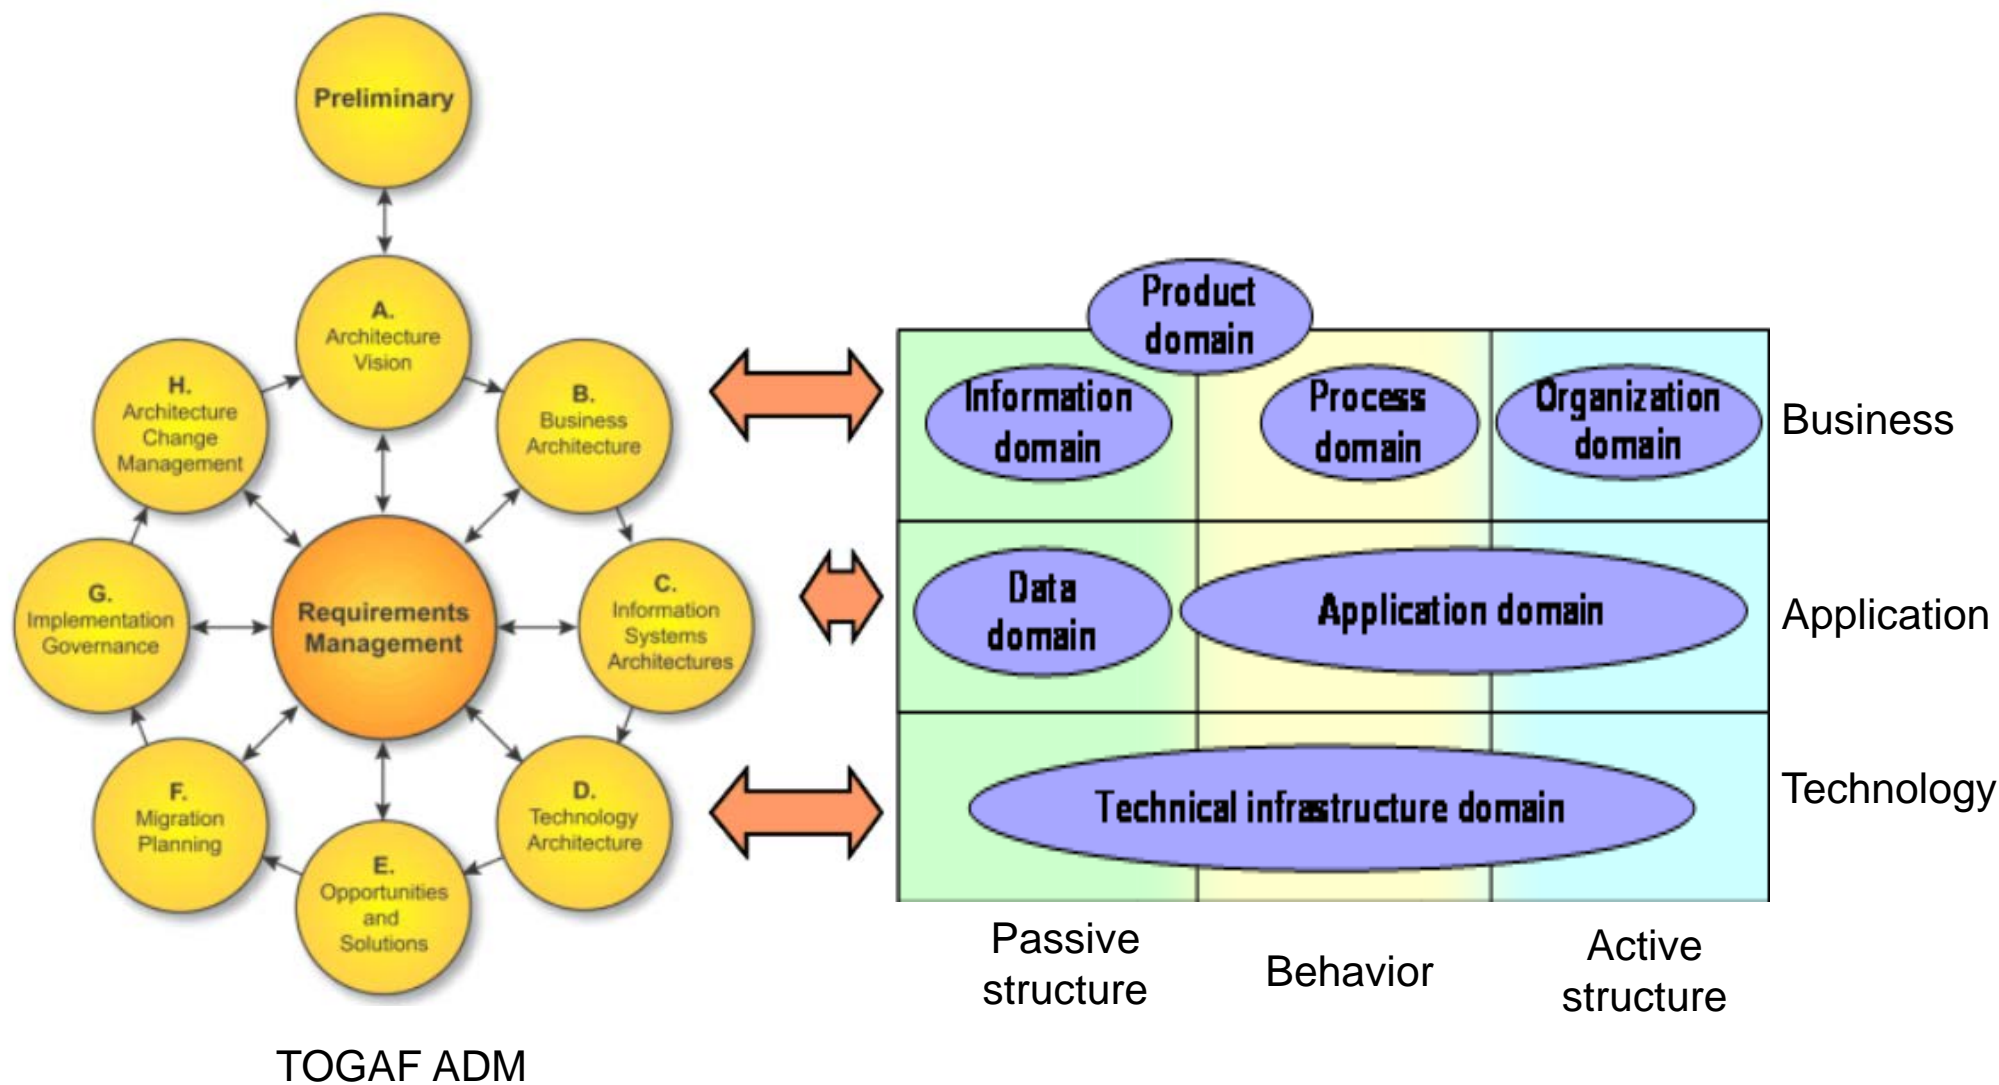 Preliminary
A.
Architecture
Vision
B.
Business
Architecture
C.
Information
Systems
Architectures
D.
Technology
Architecture
E.
Opportunities
and
Solutions
F.
Migration
Planning
G.
Implementation
Governance
H.
Architecture
Change
Management
Requirements
Management
TOGAF ADM
Product
domain
Information
domain
Process
domain
Organization
domain
Business
Data
domain
Application domain
Application
Technical infrastructure domain
Technology
Passive
structure
Behavior
Active
structure